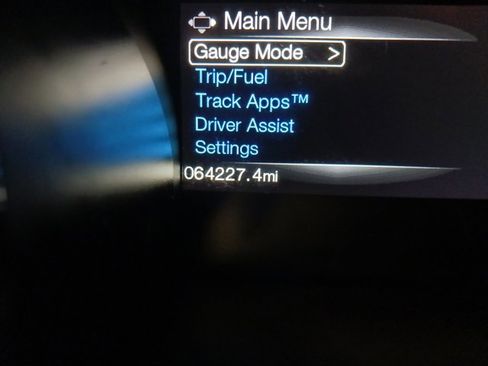 Main Menu
Gauge Mode >
Trip/Fuel
Track Apps™
Driver Assist
Settings
064227.4mi